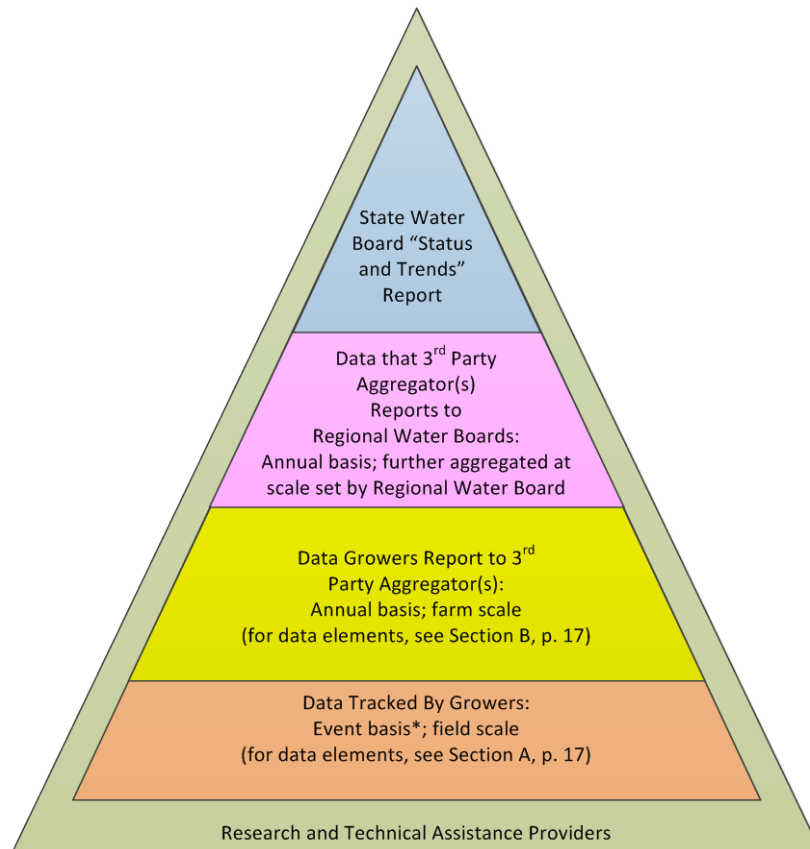 State Water
Board “Status
and Trends”
Report
Data that 3rd Party
Aggregator(s)
Reports to
Regional Water Boards:
Annual basis; further aggregated at
scale set by Regional Water Board
Data Growers Report to 3rd
Party Aggregator(s):
Annual basis; farm scale
(for data elements, see Section B, p. 17)
Data Tracked By Growers:
Event basis*; field scale
(for data elements, see Section A, p. 17)
Research and Technical Assistance Providers